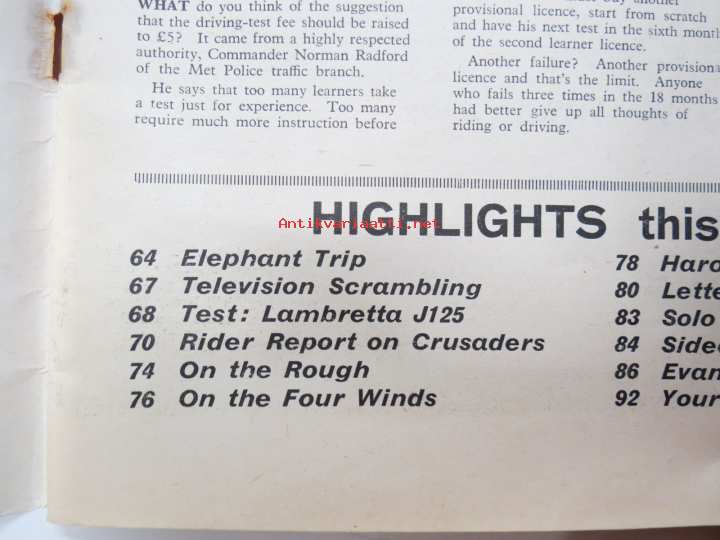 WHAT do you think of the suggestion
that the driving-test fee should be raised
to £5? It came from a highly respected
authority, Commander Norman Radford
of the Met Police traffic branch.
He says that too many learners take
a test just for experience. Too many
require much more instruction before
provisional licence, start from scratch
and have his next test in the sixth month
of the second learner licence.
Another failure? Another provisiona
licence and that's the limit. Anyone
who fails three times in the 18 months
had better give up all thoughts of
riding or driving.
HIGHLIGHTS this
Antikvariaatti.net
64 Elephant Trip
67 Television Scrambling
68 Test: Lambretta J125
70 Rider Report on Crusaders
74 On the Rough
76 On the Four Winds
78 Haro
80 Lette
83 Solo
84 Sidec
86 Evan
92 Your